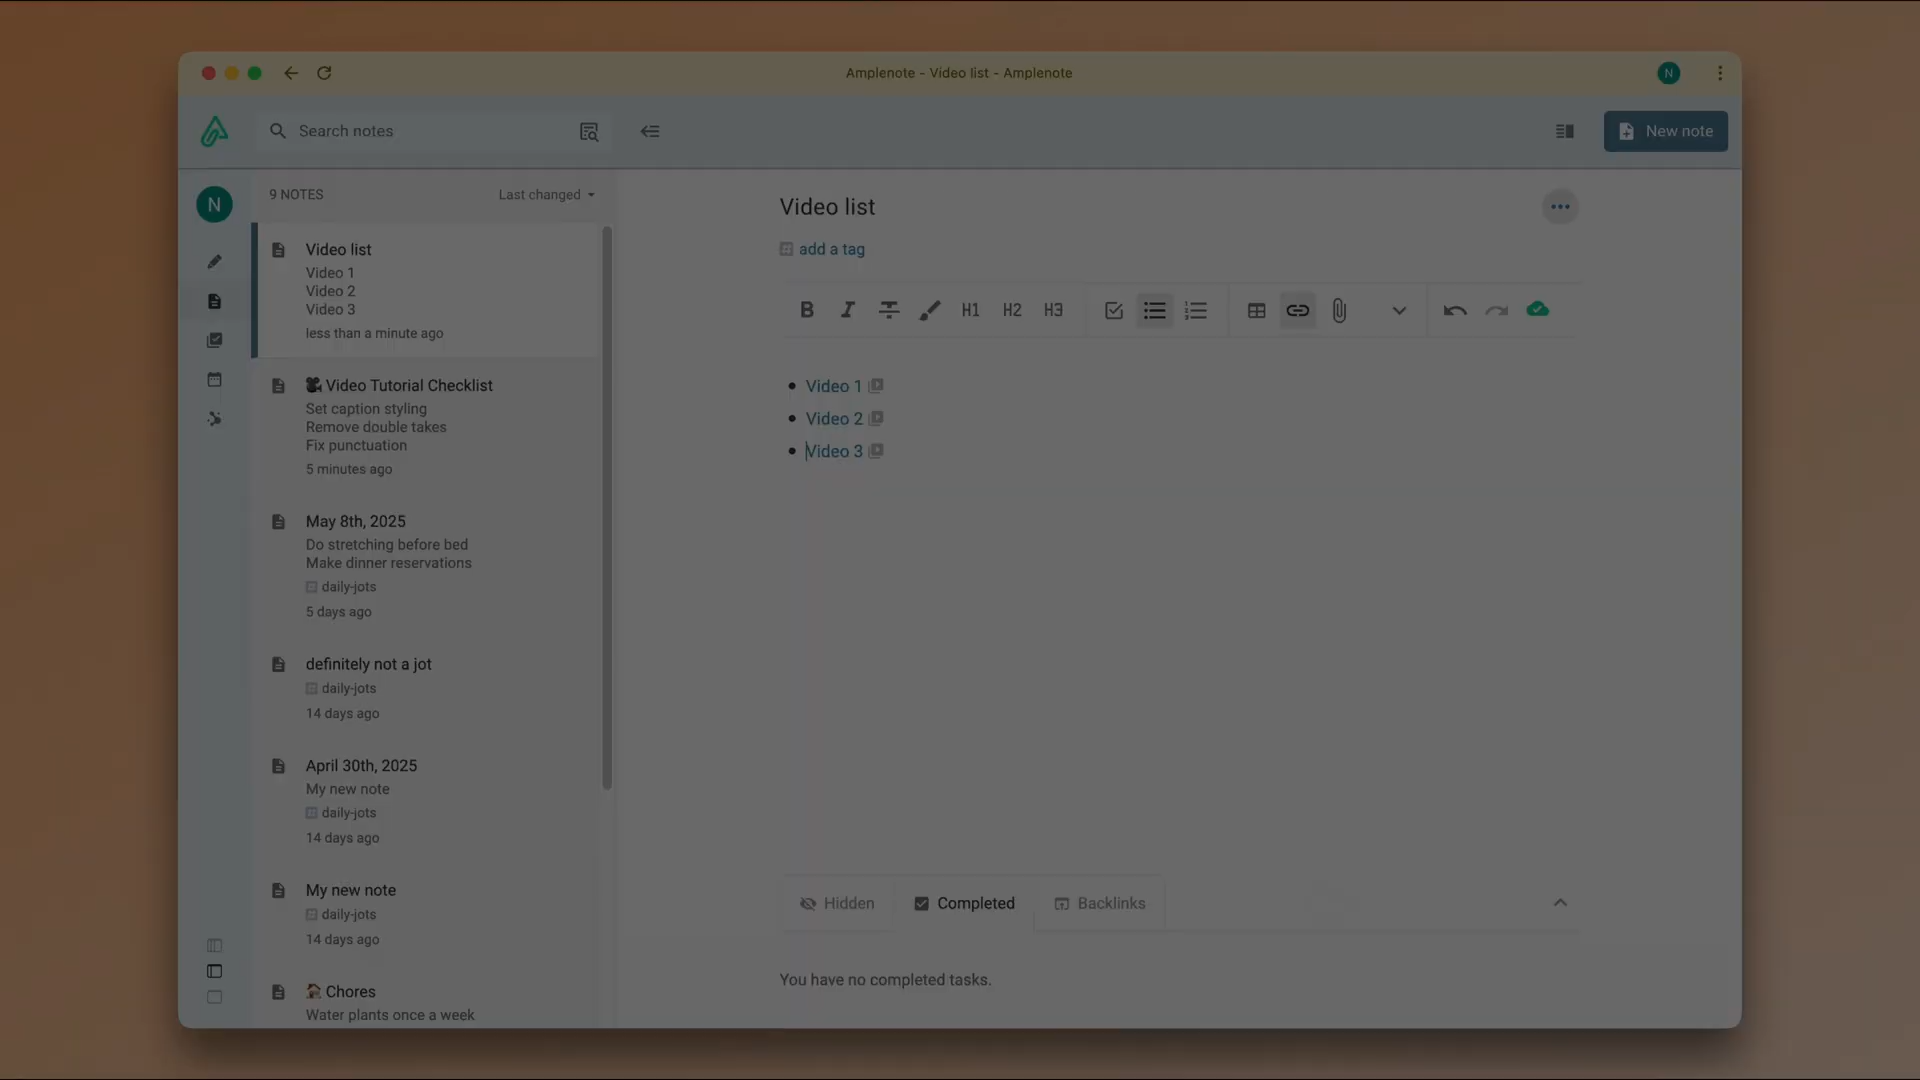 Amplenote - Video list - Amplenote
N
Search notes
New note
N
9 NOTES
Last changed
Video list
Video 1
Video 2
Video 3
less than a minute ago
Video Tutorial Checklist
Set caption styling
Remove double takes
Fix punctuation
5 minutes ago
May 8th, 2025
Do stretching before bed
Make dinner reservations
daily-jots
5 days ago
definitely not a jot
daily-jots
14 days ago
April 30th, 2025
My new note
daily-jots
14 days ago
My new note
daily-jots
14 days ago
Chores
Water plants once a week
Video list
add a tag
B I H1 H2 H3
Video 1
Video 2
Video 3
Hidden
Completed
Backlinks
You have no completed tasks.